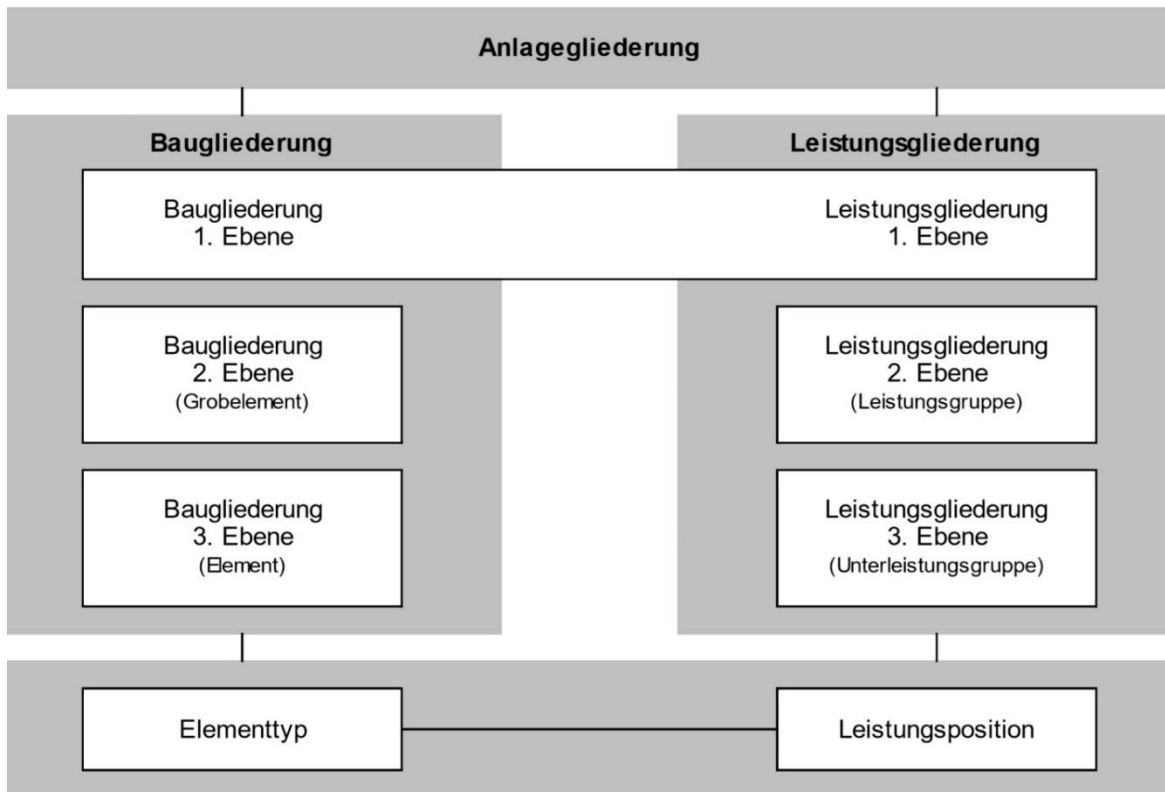 Anlagegliederung
Baugliederung
Leistungsgliederung
Baugliederung
1. Ebene
Leistungsgliederung
1. Ebene
Baugliederung
2. Ebene
(Grobelement)
Leistungsgliederung
2. Ebene
(Leistungsgruppe)
Baugliederung
3. Ebene
(Element)
Leistungsgliederung
3. Ebene
(Unterleistungsgruppe)
Elementtyp
Leistungsposition